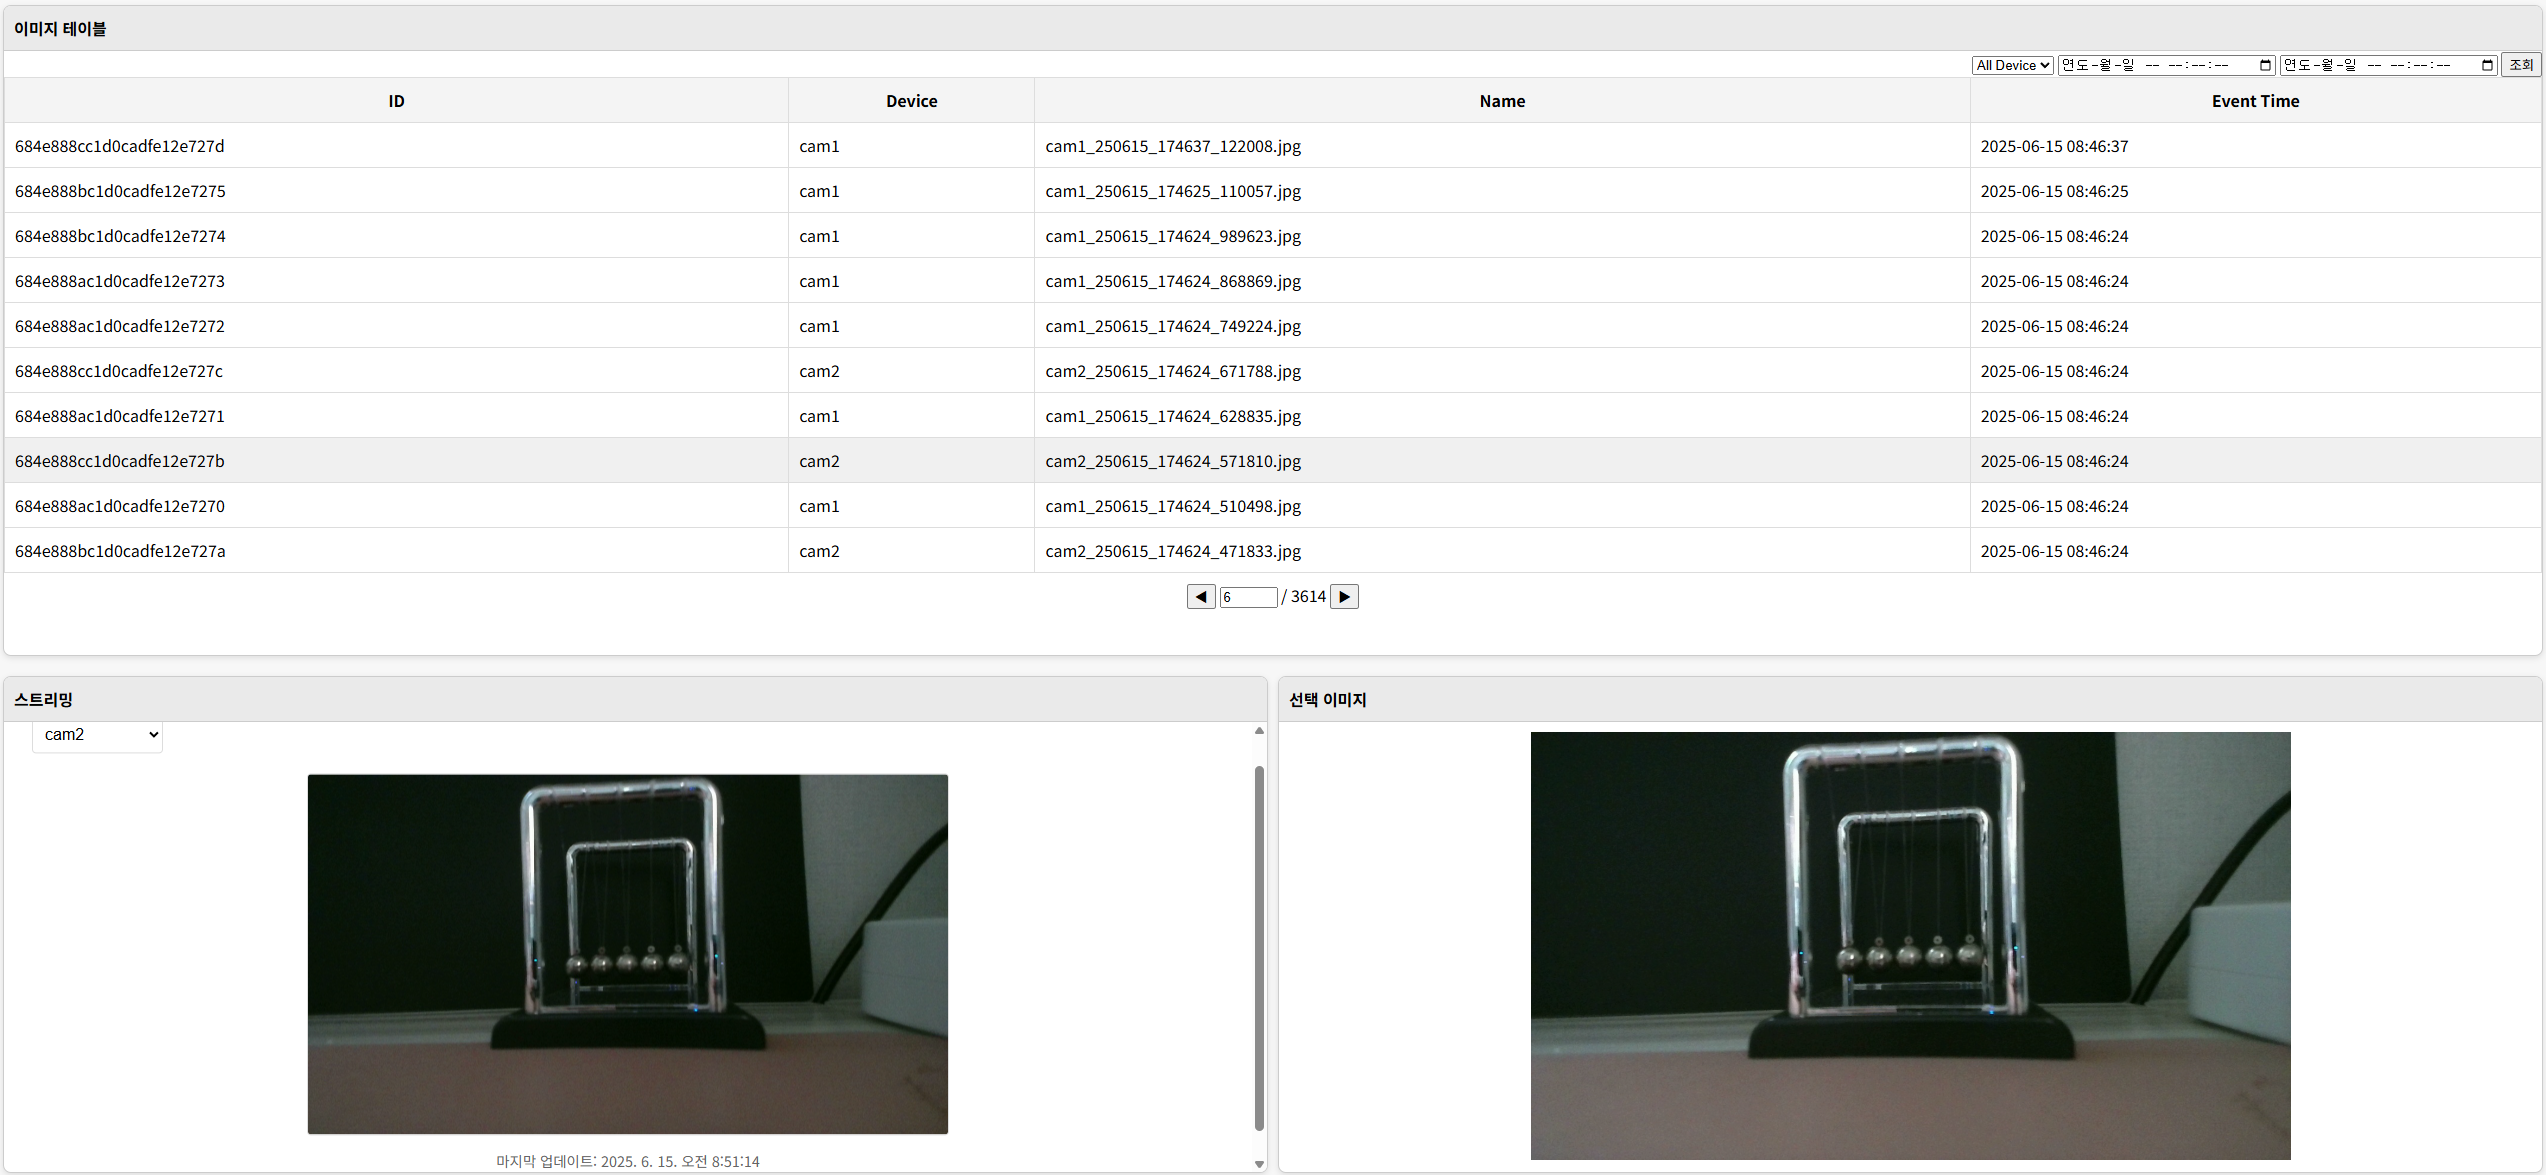 이미지 테이블
All Device 연도-월-일 -- --:--:-- 연도-월-일 -- --:--:-- 조회
ID Device Name Event Time
684e888cc1d0cadfe12e727d cam1 cam1_250615_174637_122008.jpg 2025-06-15 08:46:37
684e888bc1d0cadfe12e7275 cam1 cam1_250615_174625_110057.jpg 2025-06-15 08:46:25
684e888bc1d0cadfe12e7274 cam1 cam1_250615_174624_989623.jpg 2025-06-15 08:46:24
684e888ac1d0cadfe12e7273 cam1 cam1_250615_174624_868869.jpg 2025-06-15 08:46:24
684e888ac1d0cadfe12e7272 cam1 cam1_250615_174624_749224.jpg 2025-06-15 08:46:24
684e888cc1d0cadfe12e727c cam2 cam2_250615_174624_671788.jpg 2025-06-15 08:46:24
684e888ac1d0cadfe12e7271 cam1 cam1_250615_174624_628835.jpg 2025-06-15 08:46:24
684e888cc1d0cadfe12e727b cam2 cam2_250615_174624_571810.jpg 2025-06-15 08:46:24
684e888ac1d0cadfe12e7270 cam1 cam1_250615_174624_510498.jpg 2025-06-15 08:46:24
684e888bc1d0cadfe12e727a cam2 cam2_250615_174624_471833.jpg 2025-06-15 08:46:24
◀ 6 / 3614 ▶
스트리밍
cam2
마지막 업데이트: 2025. 6. 15. 오전 8:51:14
선택 이미지